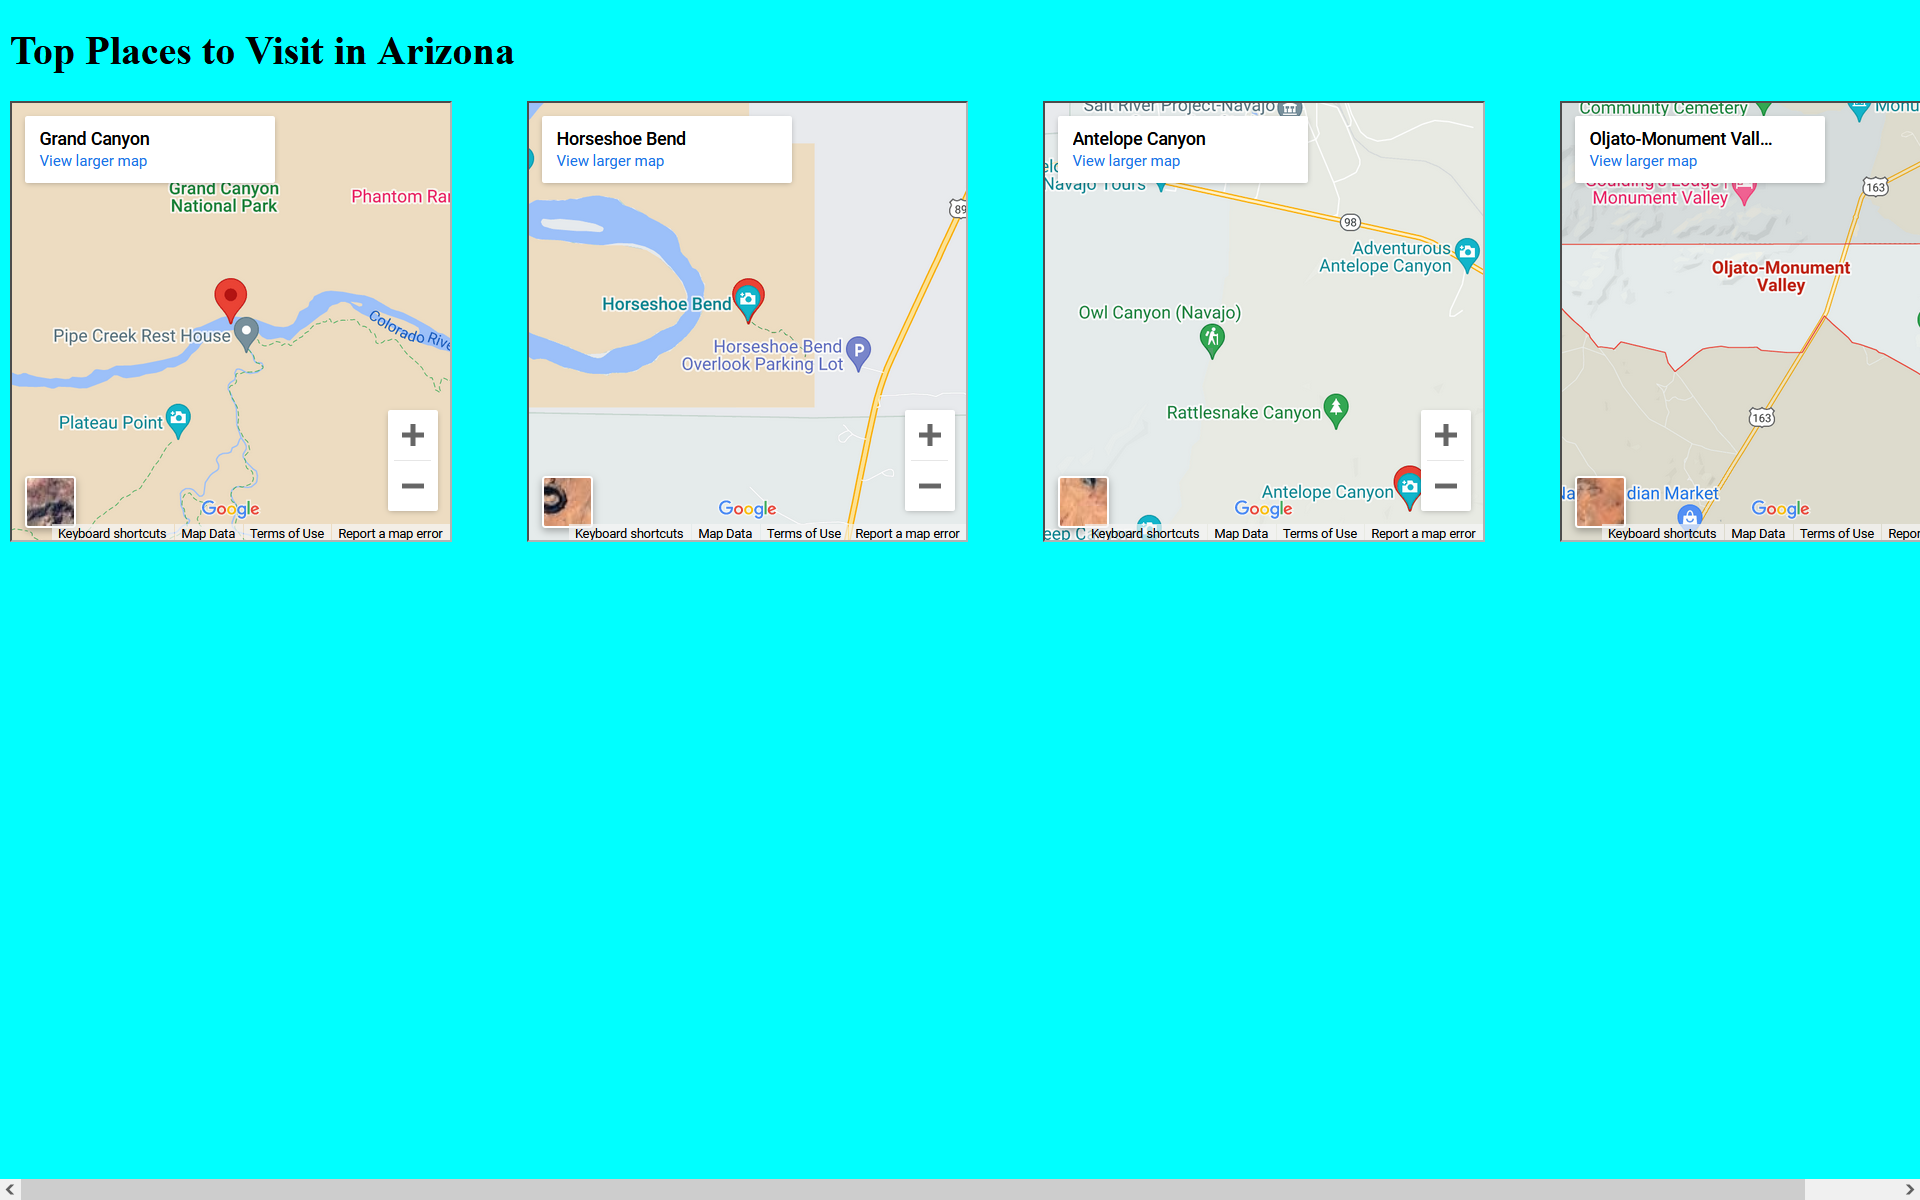 Top Places to Visit in Arizona
Grand Canyon
View larger map
Grand Canyon
National Park
Phantom Ra
Colorado Rive
Pipe Creek Rest House
Plateau Point
Google
Keyboard shortcuts
Map Data
Terms of Use
Report a map error
Horseshoe Bend
View larger map
89
Horseshoe Bend
Horseshoe Bend
Overlook Parking Lot
P
Google
Keyboard shortcuts
Map Data
Terms of Use
Report a map error
Salt River Project-Navajo
Antelope Canyon
View larger map
Navajo Tours
98
Adventurous
Antelope Canyon
Owl Canyon (Navajo)
Rattlesnake Canyon
Antelope Canyon
Google
eep C
Keyboard shortcuts
Map Data
Terms of Use
Report a map error
Community Cemetery
Monu
Oljato-Monument Vall...
View larger map
Goulding's Lodge
Monument Valley
163
Oljato-Monument
Valley
163
Na
dian Market
Google
Keyboard shortcuts
Map Data
Terms of Use
Repor